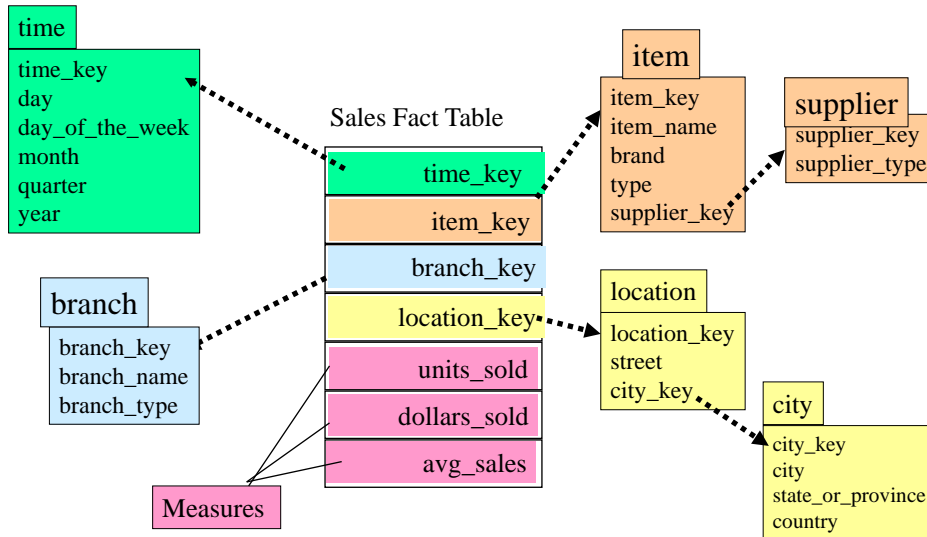 time
time_key
day
day_of_the_week
month
quarter
year
Sales Fact Table
time_key
item_key
branch_key
location_key
units_sold
dollars_sold
avg_sales
Measures
branch
branch_key
branch_name
branch_type
item
item_key
item_name
brand
type
supplier_key
supplier
supplier_key
supplier_type
location
location_key
street
city_key
city
city_key
city
state_or_province
country